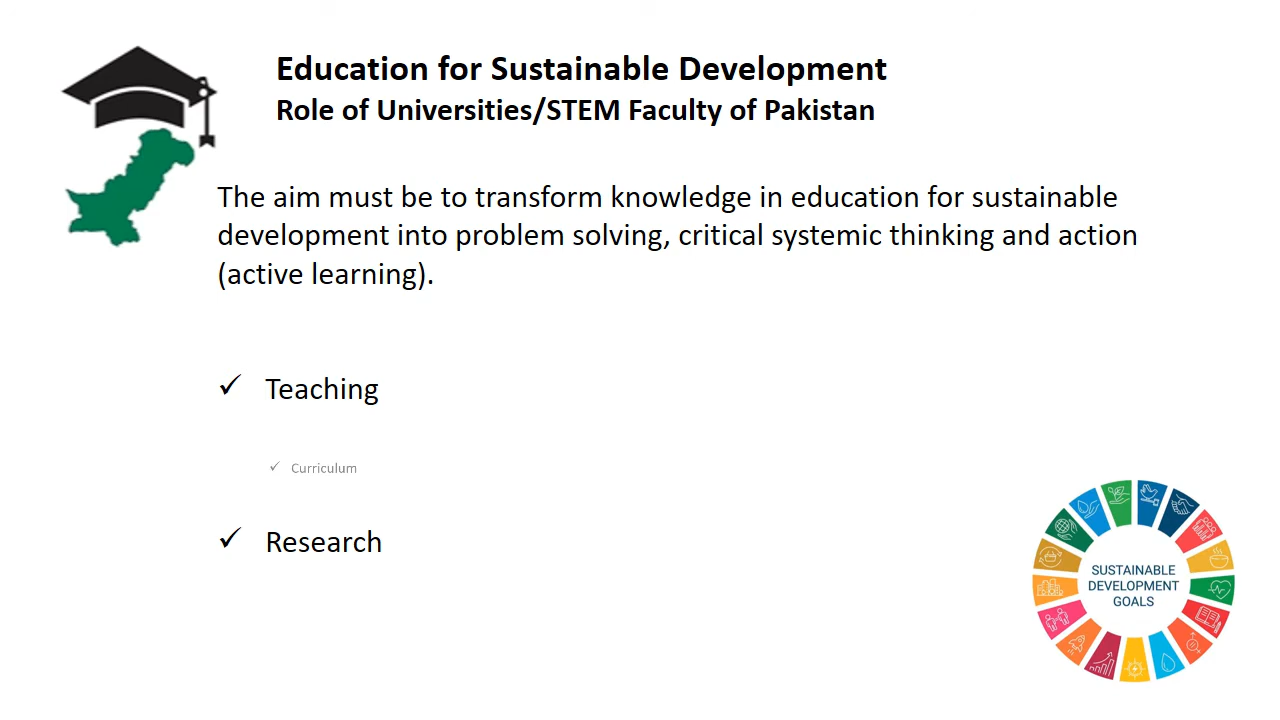 Education for Sustainable Development
Role of Universities/STEM Faculty of Pakistan
The aim must be to transform knowledge in education for sustainable
development into problem solving, critical systemic thinking and action
(active learning).
✓ Teaching
✓ Curriculum
✓ Research
SUSTAINABLE
DEVELOPMENT
GOALS